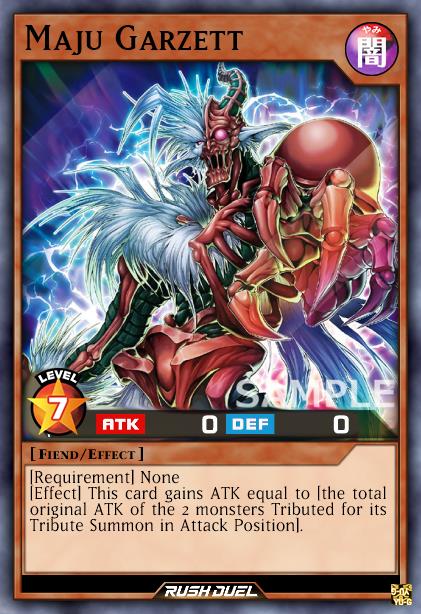 Maju Garzett
やみ
闇
SAMPLE
LEVEL
7
ATK 0 DEF 0
[Fiend/Effect]
[Requirement] None
[Effect] This card gains ATK equal to [the total
original ATK of the 2 monsters Tributed for its
Tribute Summon in Attack Position].
RUSH DUEL